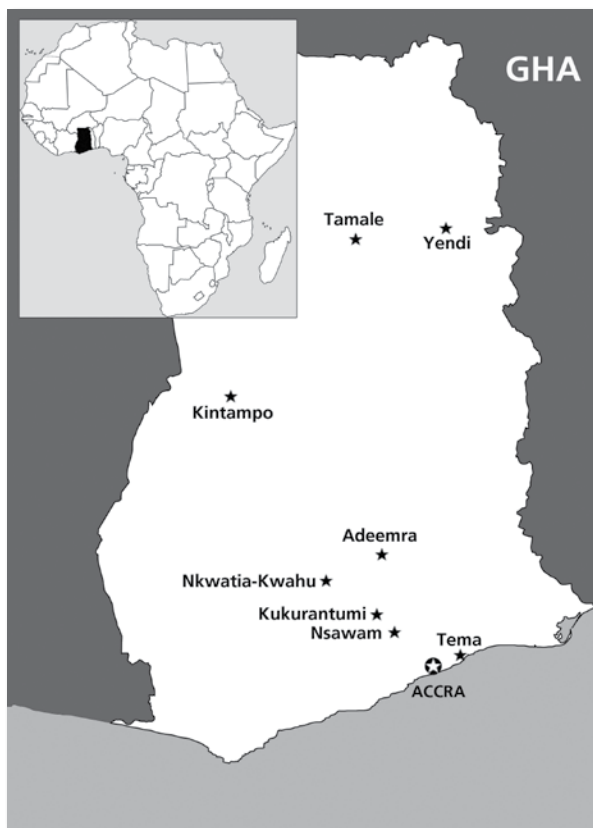 GHA
Tamale
Yendi
Kintampo
Adeemra
Nkwatia-Kwahu
Kukurantumi
Nsawam
Tema
ACCRA